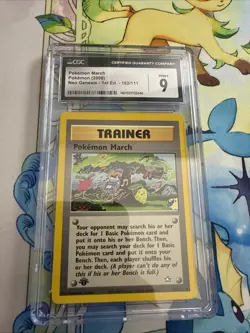 CGC
CERTIFIED GUARANTY COMPANY
Pokémon March
Pokémon (2000)
Neo Genesis - 1st Ed. - 102/111
MINT
9
TRAINER
Pokémon March
Your opponent may search his or her
deck for 1 Basic Pokémon card and
put it onto his or her Bench. Then, you
may search your deck for 1 Basic
Pokémon card and put it onto your
Bench. Then, each player shuffles his
or her deck. (A player can't do any
of this if his or her Bench is full.)